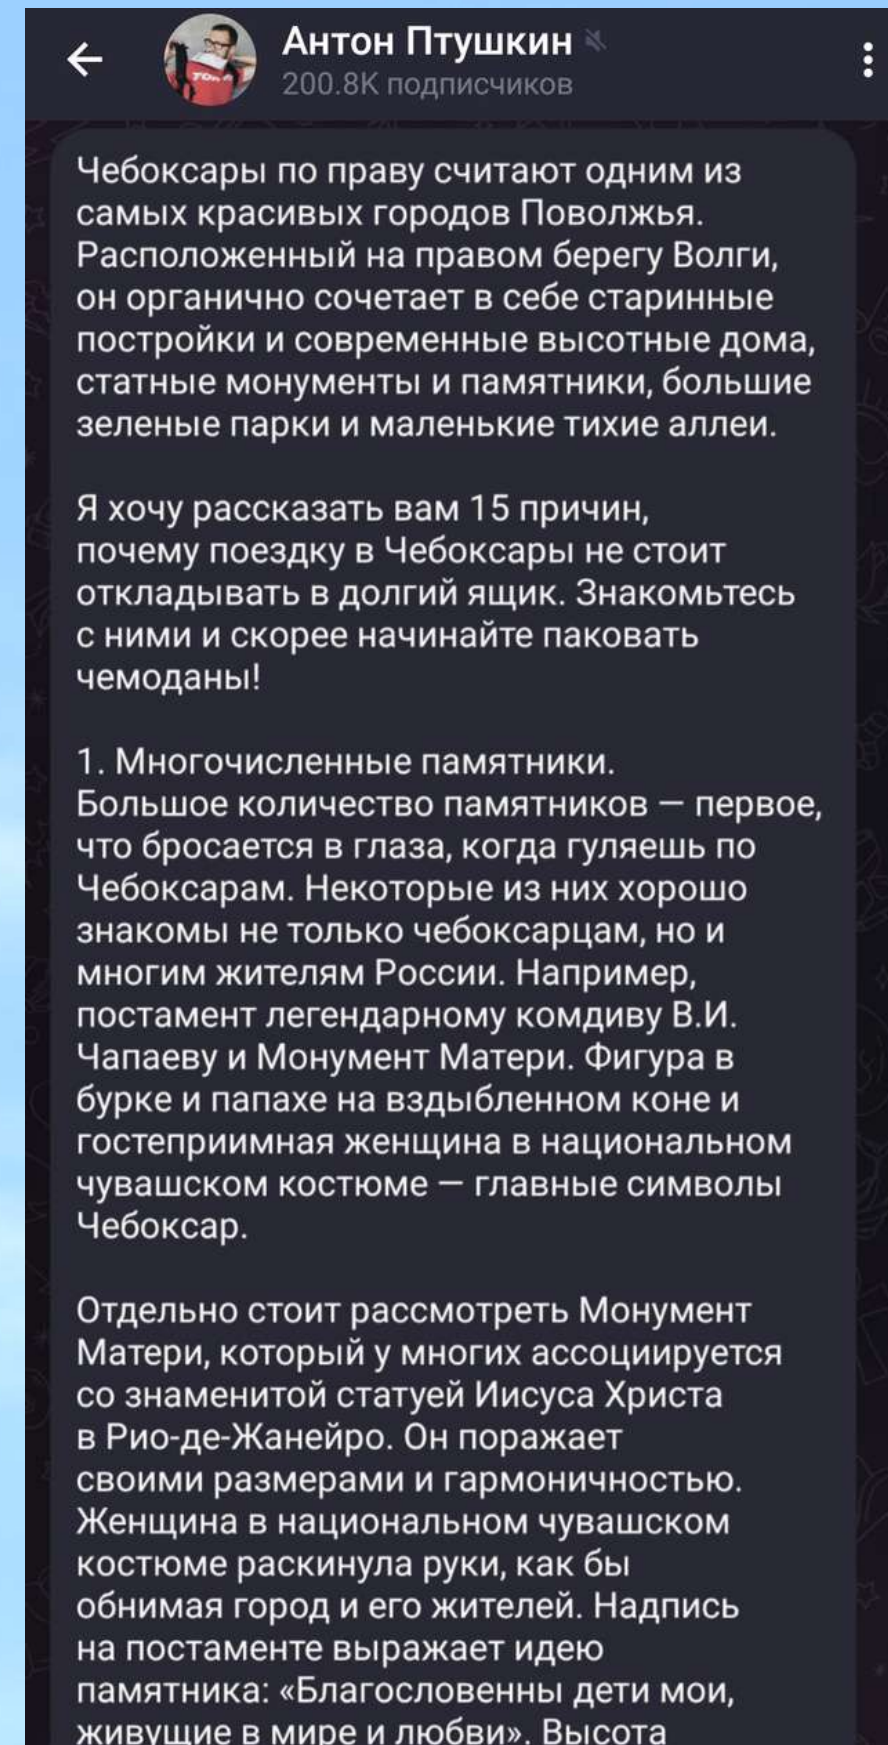 Антон Птушкин
200.8K подписчиков
Чебоксары по праву считают одним из
самых красивых городов Поволжья.
Расположенный на правом берегу Волги,
он органично сочетает в себе старинные
постройки и современные высотные дома,
статные монументы и памятники, большие
зеленые парки и маленькие тихие аллеи.
Я хочу рассказать вам 15 причин,
почему поездку в Чебоксары не стоит
откладывать в долгий ящик. Знакомьтесь
с ними и скорее начинайте паковать
чемоданы!
1. Многочисленные памятники.
Большое количество памятников — первое,
что бросается в глаза, когда гуляешь по
Чебоксарам. Некоторые из них хорошо
знакомы не только чебоксарцам, но и
многим жителям России. Например,
постамент легендарному комдиву В.И.
Чапаеву и Монумент Матери. Фигура в
бурке и папахе на вздыбленном коне и
гостеприимная женщина в национальном
чувашском костюме — главные символы
Чебоксар.
Отдельно стоит рассмотреть Монумент
Матери, который у многих ассоциируется
со знаменитой статуей Иисуса Христа
в Рио-де-Жанейро. Он поражает
своими размерами и гармоничностью.
Женщина в национальном чувашском
костюме раскинула руки, как бы
обнимая город и его жителей. Надпись
на постаменте выражает идею
памятника: «Благословенны дети мои,
живущие в мире и любви». Высота